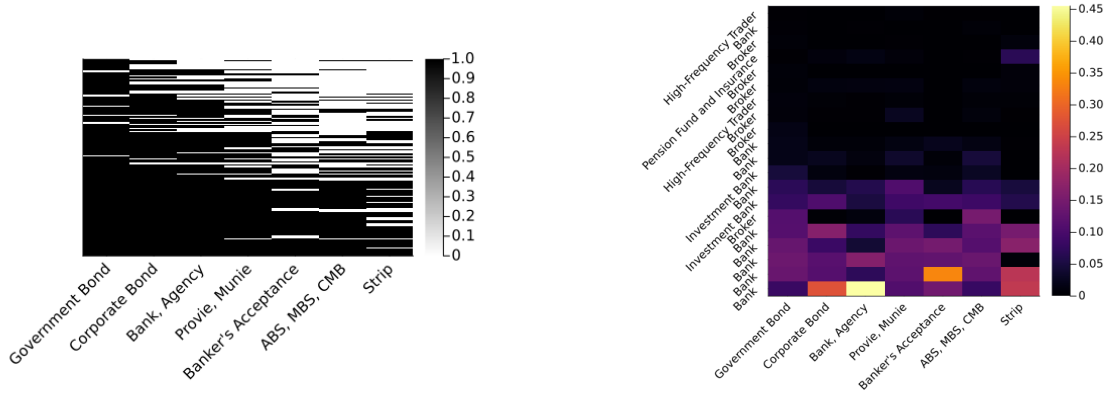 1.0
0.9
0.8
0.7
0.6
0.5
0.4
0.3
0.2
0.1
0
Government Bond
Corporate Bond
Bank, Agency
Provie, Munie
Banker's Acceptance
ABS, MBS, CMB
Strip
High-Frequency Trader
Bank
Broker
Pension Fund and Insurance
Broker
Broker
High-Frequency Trader
Broker
Broker
Bank
Bank
Investment Bank
Bank
Investment Bank
Broker
Bank
Bank
Bank
Bank
Bank
Government Bond
Corporate Bond
Bank, Agency
Provie, Munie
Banker's Acceptance
ABS, MBS, CMB
Strip
0.45
0.40
0.35
0.30
0.25
0.20
0.15
0.10
0.05
0